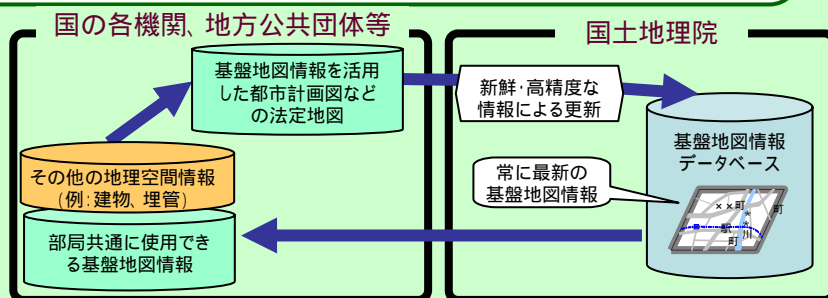 国の各機関、地方公共団体等
国土地理院
基盤地図情報を活用
した都市計画図など
の法定地図
新鮮・高精度な
情報による更新
基盤地図情報
データベース
常に最新の
基盤地図情報
その他の地理空間情報
(例:建物、埋管)
部局共通に使用でき
る基盤地図情報
××町
町
川
町